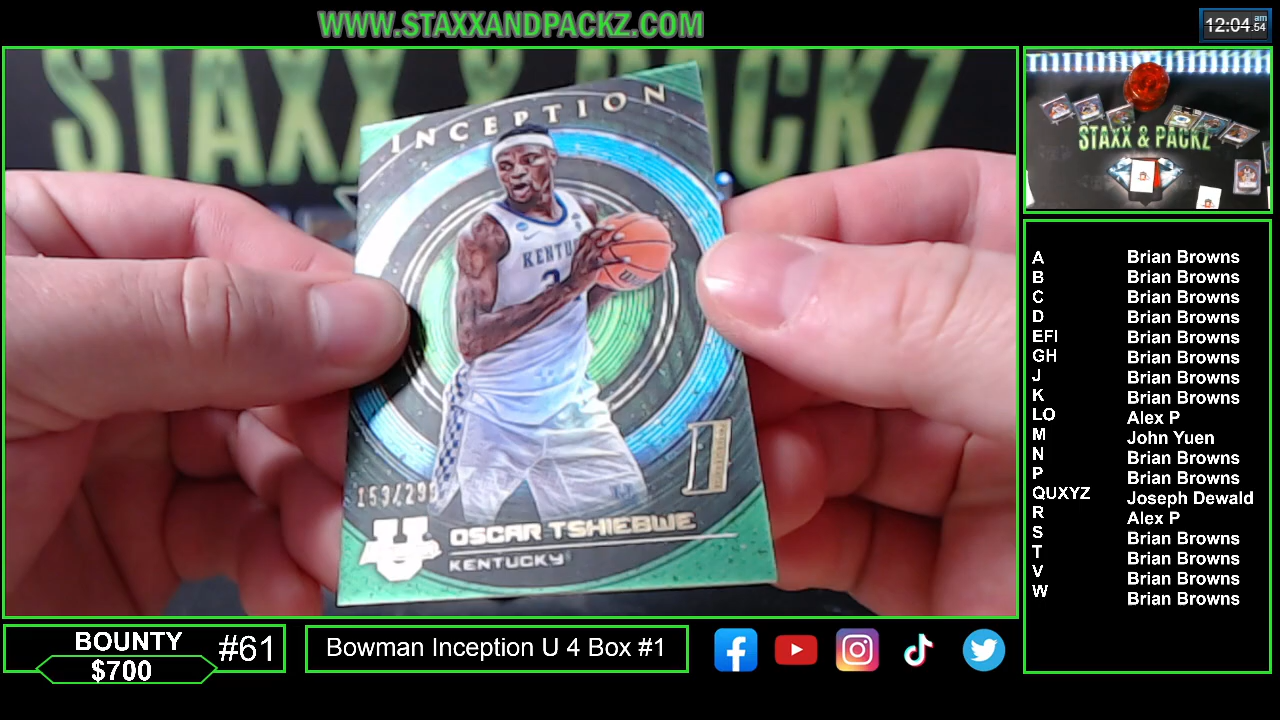 WWW.STAXXANDPACKZ.COM
12:04 am
.54
STAXX & PACKZ
INCEPTION
KENTUC
OSCAR TSHIEBWE
KENTUCKY
STAXX & PACKZ
A Brian Browns
B Brian Browns
C Brian Browns
D Brian Browns
EFI Brian Browns
GH Brian Browns
J Brian Browns
K Brian Browns
LO Alex P
M John Yuen
N Brian Browns
P Brian Browns
QUXYZ Joseph Dewald
R Alex P
S Brian Browns
T Brian Browns
V Brian Browns
W Brian Browns
BOUNTY
$700
#61
Bowman Inception U 4 Box #1